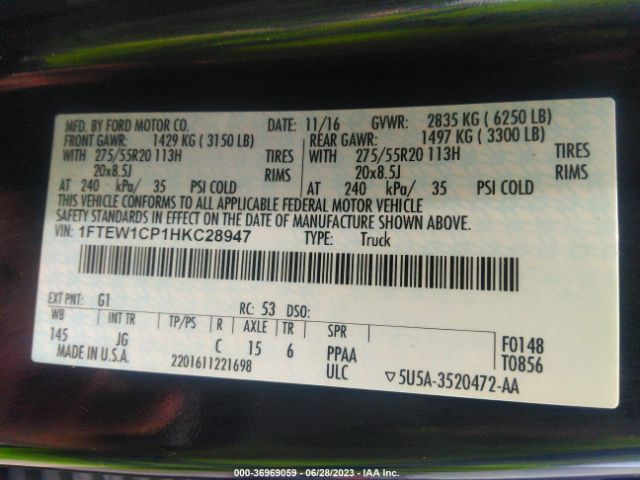 MFD. BY FORD MOTOR CO. DATE: 11/16 GVWR: 2835 KG ( 6250 LB)
FRONT GAWR: 1429 KG ( 3150 LB) REAR GAWR: 1497 KG ( 3300 LB)
WITH 275/55R20 113H TIRES WITH 275/55R20 113H TIRES
20x8.5J RIMS 20x8.5J RIMS
AT 240 kPa/ 35 PSI COLD AT 240 kPa/ 35 PSI COLD
THIS VEHICLE CONFORMS TO ALL APPLICABLE FEDERAL MOTOR VEHICLE
SAFETY STANDARDS IN EFFECT ON THE DATE OF MANUFACTURE SHOWN ABOVE.
VIN: 1FTEW1CP1HKC28947 TYPE: Truck
EXT PNT: G1 RC: 53 DSO:
WB INT TR TP/PS R AXLE TR SPR F0148
145 JG C 15 6 PPAA T0856
MADE IN U.S.A. 2201611221698 ULC ▽5U5A-3520472-AA
000-36969059 - 06/28/2023 - IAA Inc.